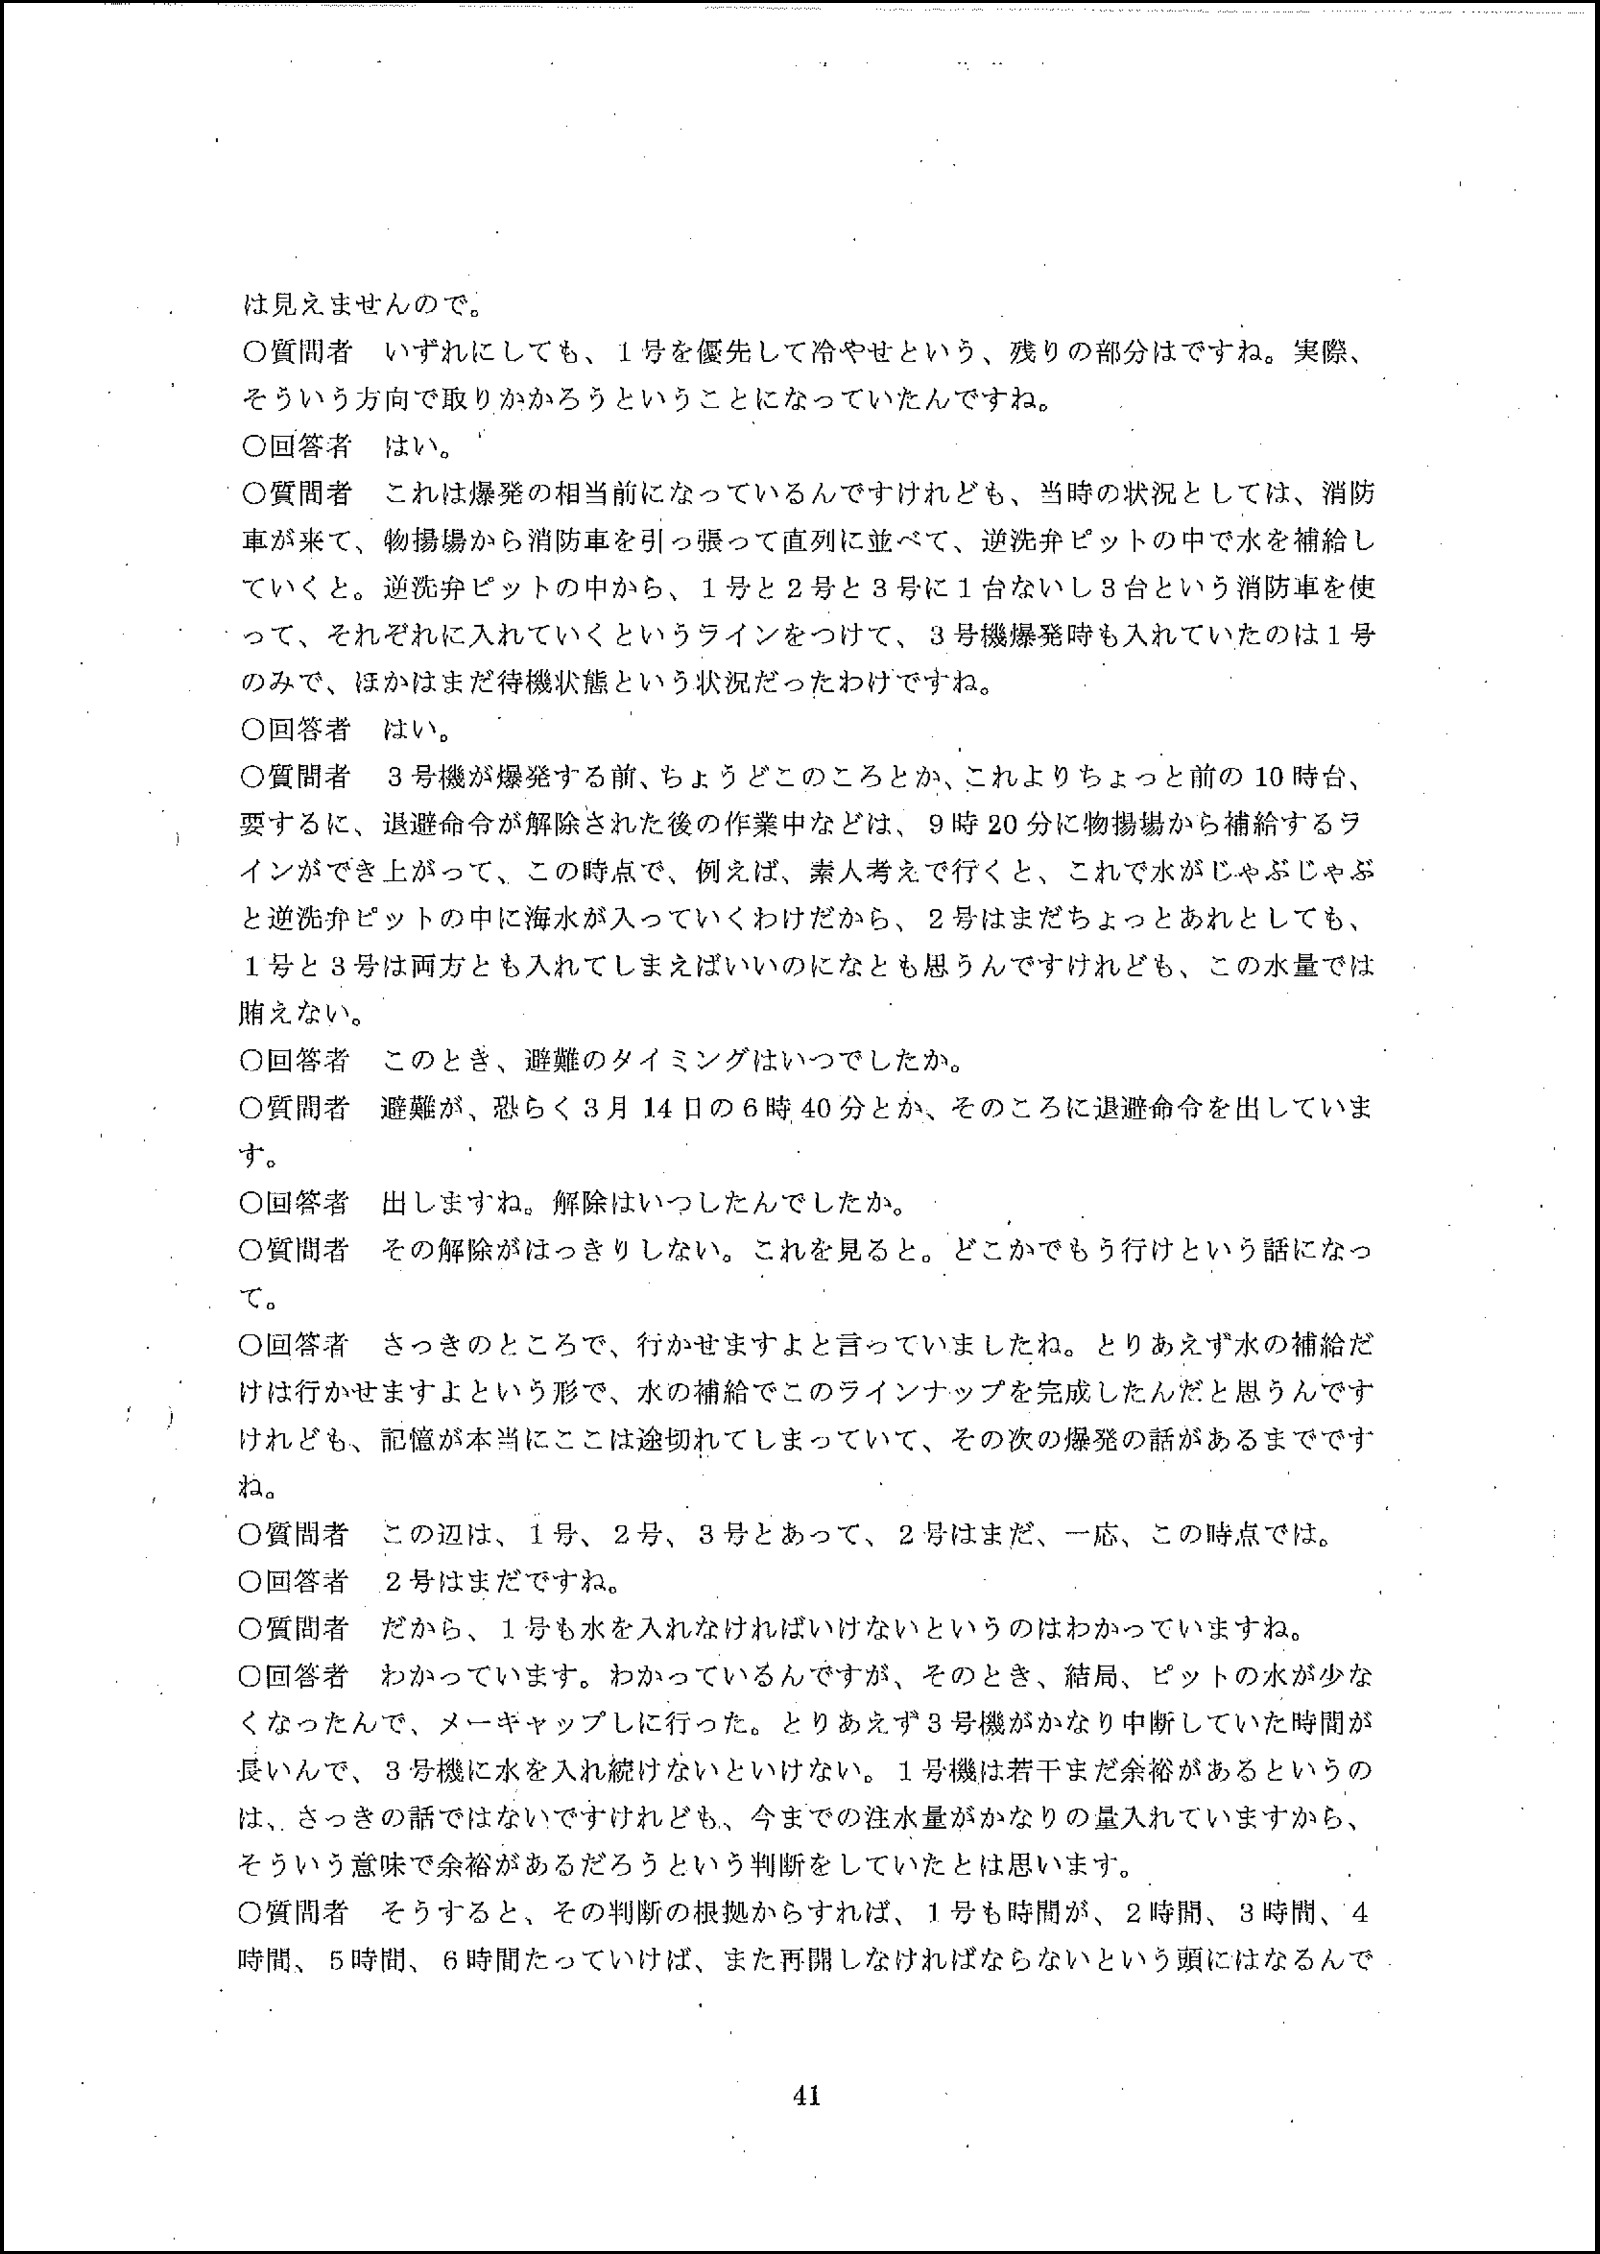 は見えませんので。
○質問者　いずれにしても、１号を優先して冷やせという、残りの部分はですね。実際、
そういう方向で取りかかろうということになっていたんですね。
○回答者　はい。
○質問者　これは爆発の相当前になっているんですけれども、当時の状況としては、消防
車が来て、物揚場から消防車を引っ張って直列に並べて、逆洗弁ピットの中で水を補給し
ていくと。逆洗弁ピットの中から、１号と２号と３号に１台ないし３台という消防車を使
って、それぞれに入れていくというラインをつけて、３号機爆発時も入れていたのは１号
のみで、ほかはまだ待機状態という状況だったわけですね。
○回答者　はい。
○質問者　３号機が爆発する前、ちょうどこのころとか、これよりちょっと前の 10 時台、
要するに、退避命令が解除された後の作業中などは、９時 20 分に物揚場から補給するラ
インができ上がって、この時点で、例えば、素人考えで行くと、これで水がじゃぶじゃぶ
と逆洗弁ピットの中に海水が入っていくわけだから、２号はまだちょっとあれとしても、
１号と３号は両方とも入れてしまえばいいのになとも思うんですけれども、この水量では
賄えない。
○回答者　このとき、避難のタイミングはいつでしたか。
○質問者　避難が、恐らく３月 14 日の６時 40 分とか、そのころに退避命令を出していま
す。
○回答者　出しますね。解除はいつしたんでしたか。
○質問者　その解除がはっきりしない。これを見ると。どこかでもう行けという話になっ
て。
○回答者　さっきのところで、行かせますよと言っていましたね。とりあえず水の補給だ
けは行かせますよという形で、水の補給でこのラインナップを完成したんだと思うんです
けれども、記憶が本当にここは途切れてしまっていて、その次の爆発の話があるまでです
ね。
○質問者　この辺は、１号、２号、３号とあって、２号はまだ、一応、この時点では。
○回答者　２号はまだですね。
○質問者　だから、１号も水を入れなければいけないというのはわかっていますね。
○回答者　わかっています。わかっているんですが、そのとき、結局、ピットの水が少な
くなったんで、メーキャップしに行った。とりあえず３号機がかなり中断していた時間が
長いんで、３号機に水を入れ続けないといけない。１号機は若干まだ余裕があるというの
は、さっきの話ではないですけれども、今までの注水量がかなりの量入れていますから、
そういう意味で余裕があるだろうという判断をしていたとは思います。
○質問者　そうすると、その判断の根拠からすれば、１号も時間が、２時間、３時間、４
時間、５時間、６時間たっていけば、また再開しなければならないという頭にはなるんで
41